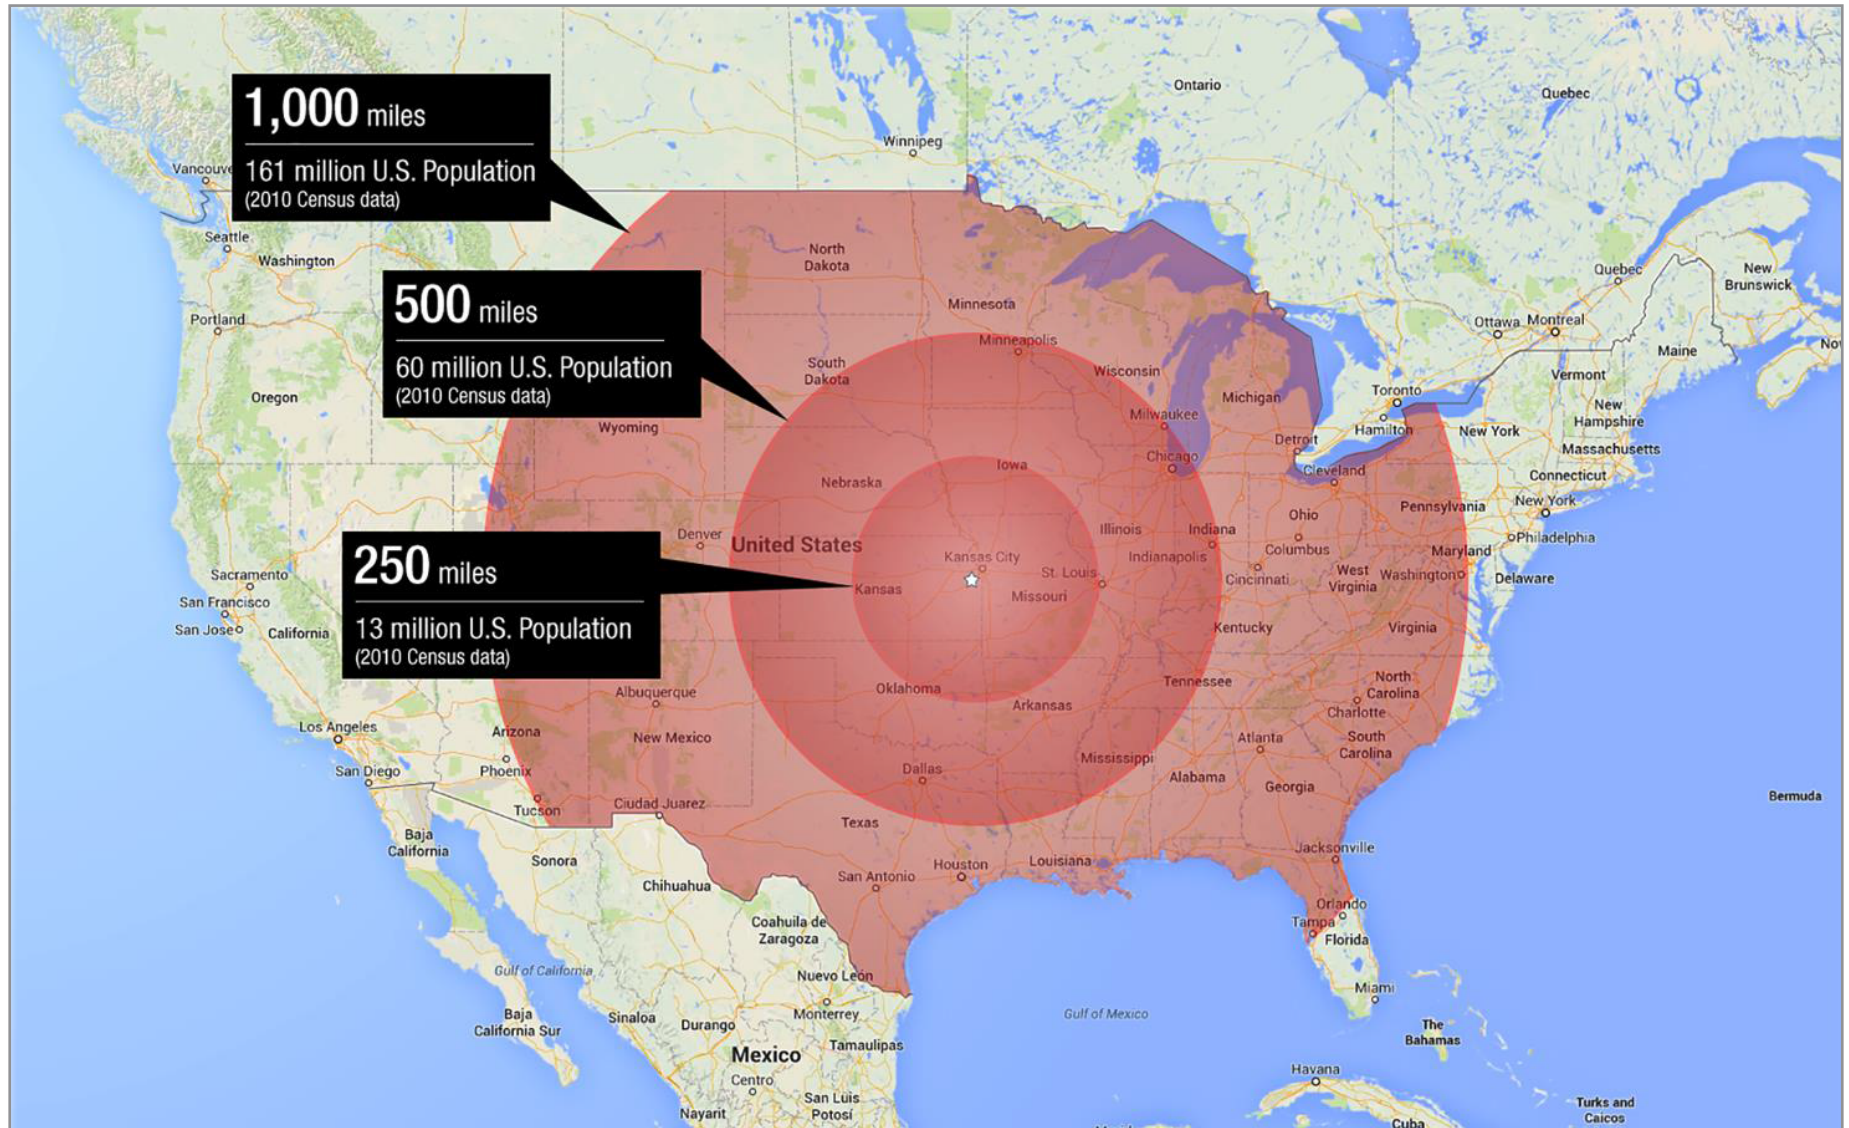 1,000 miles
161 million U.S. Population
(2010 Census data)
500 miles
60 million U.S. Population
(2010 Census data)
250 miles
13 million U.S. Population
(2010 Census data)
Ontario
Quebec
Winnipeg
Vancouve
Seattle
Washington
North
Dakota
Quebec
New
Brunswick
Minnesota
Portland
Ottawa
Montreal
Minneapolis
Maine
South
Dakota
Wisconsin
Vermont
Oregon
Michigan
Toronto
New
Hampshire
Wyoming
Milwaukee
Hamilton
New York
Detroit
Massachusetts
Chicago
Iowa
Cleveland
Connecticut
Nebraska
Pennsylvania
New York
Ohio
Denver
United States
Illinois
Indiana
Philadelphia
Columbus
Maryland
Kansas City
Indianapolis
Sacramento
St. Louis
Cincinnati
West
Virginia
Washington
Delaware
Kansas
Missouri
San Francisco
San Jose
California
Kentucky
Virginia
Albuquerque
Oklahoma
Tennessee
North
Carolina
Arkansas
Charlotte
Los Angeles
Arizona
New Mexico
Atlanta
South
Carolina
San Diego
Phoenix
Dallas
Mississippi
Alabama
Georgia
Bermuda
Tucson
Ciudad Juarez
Texas
Baja
California
Sonora
Houston
Louisiana
Jacksonville
Chihuahua
San Antonio
Orlando
Coahuila de
Zaragoza
Tampa
Florida
Gulf of California
Nuevo León
Miami
Baja
California Sur
Sinaloa
Durango
Monterrey
Gulf of Mexico
The
Bahamas
Tamaulipas
Mexico
Centro
Havana
San Luis
Potosí
Nayarit
Turks and
Caicos
Cuba